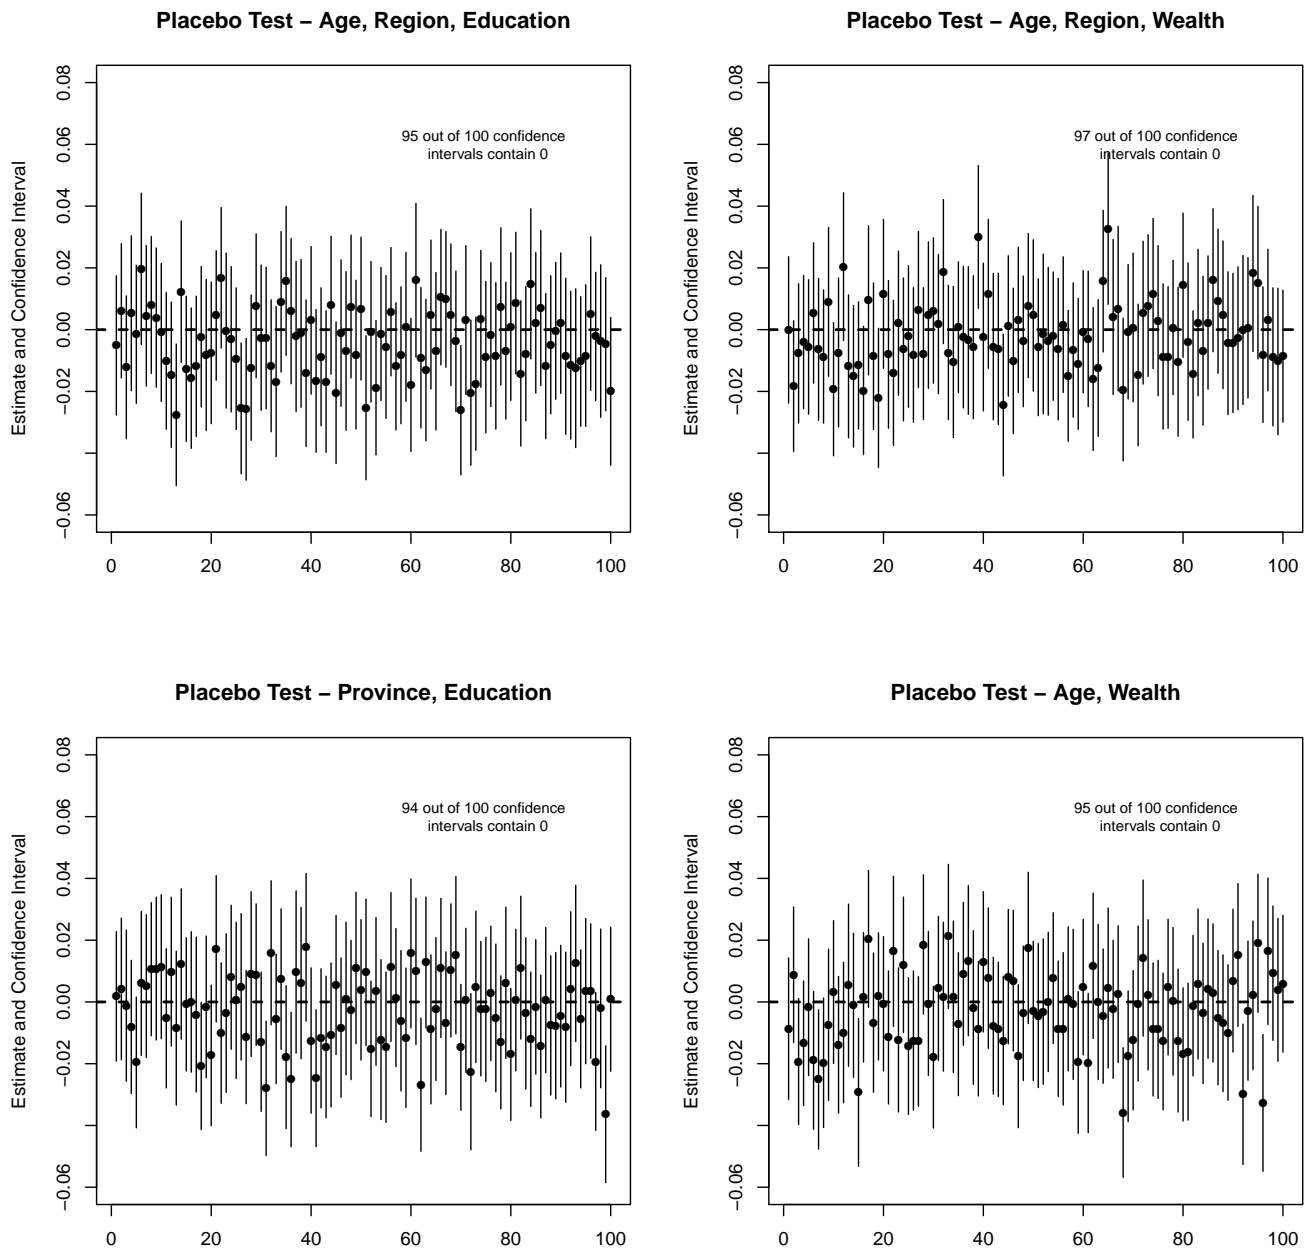 Placebo Test − Age, Region, Education
Estimate and Confidence Interval
0.08
0.06
0.04
0.02
0.00
−0.02
−0.06
95 out of 100 confidence
intervals contain 0
0 20 40 60 80 100
Placebo Test − Age, Region, Wealth
Estimate and Confidence Interval
0.08
0.06
0.04
0.02
0.00
−0.02
−0.06
97 out of 100 confidence
intervals contain 0
0 20 40 60 80 100
Placebo Test − Province, Education
Estimate and Confidence Interval
0.08
0.06
0.04
0.02
0.00
−0.02
−0.06
94 out of 100 confidence
intervals contain 0
0 20 40 60 80 100
Placebo Test − Age, Wealth
Estimate and Confidence Interval
0.08
0.06
0.04
0.02
0.00
−0.02
−0.06
95 out of 100 confidence
intervals contain 0
0 20 40 60 80 100